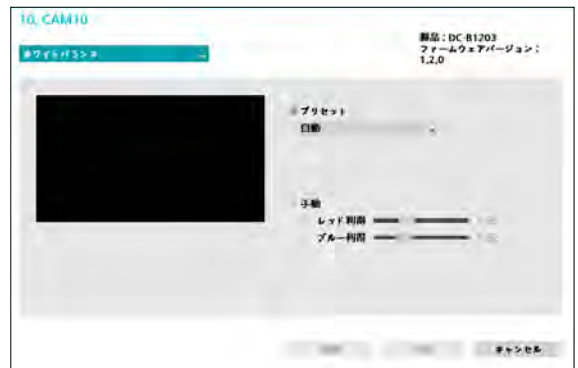 10, CAM10
製品：DC-B1203
ファームウェアバージョン：
1.2.0
ホワイトバランス
プリセット
自動
手動
レッド利得
ブルー利得
キャンセル